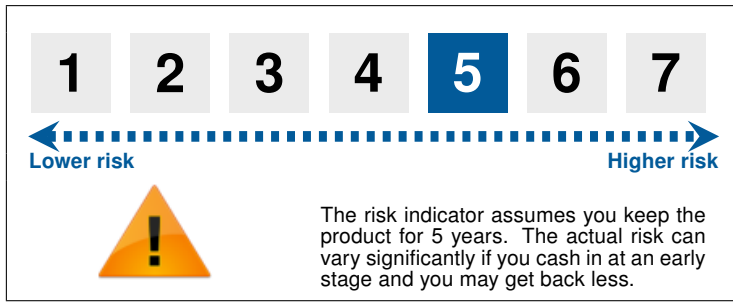 1 2 3 4 5 6 7
Lower risk Higher risk
!
The risk indicator assumes you keep the
product for 5 years. The actual risk can
vary significantly if you cash in at an early
stage and you may get back less.